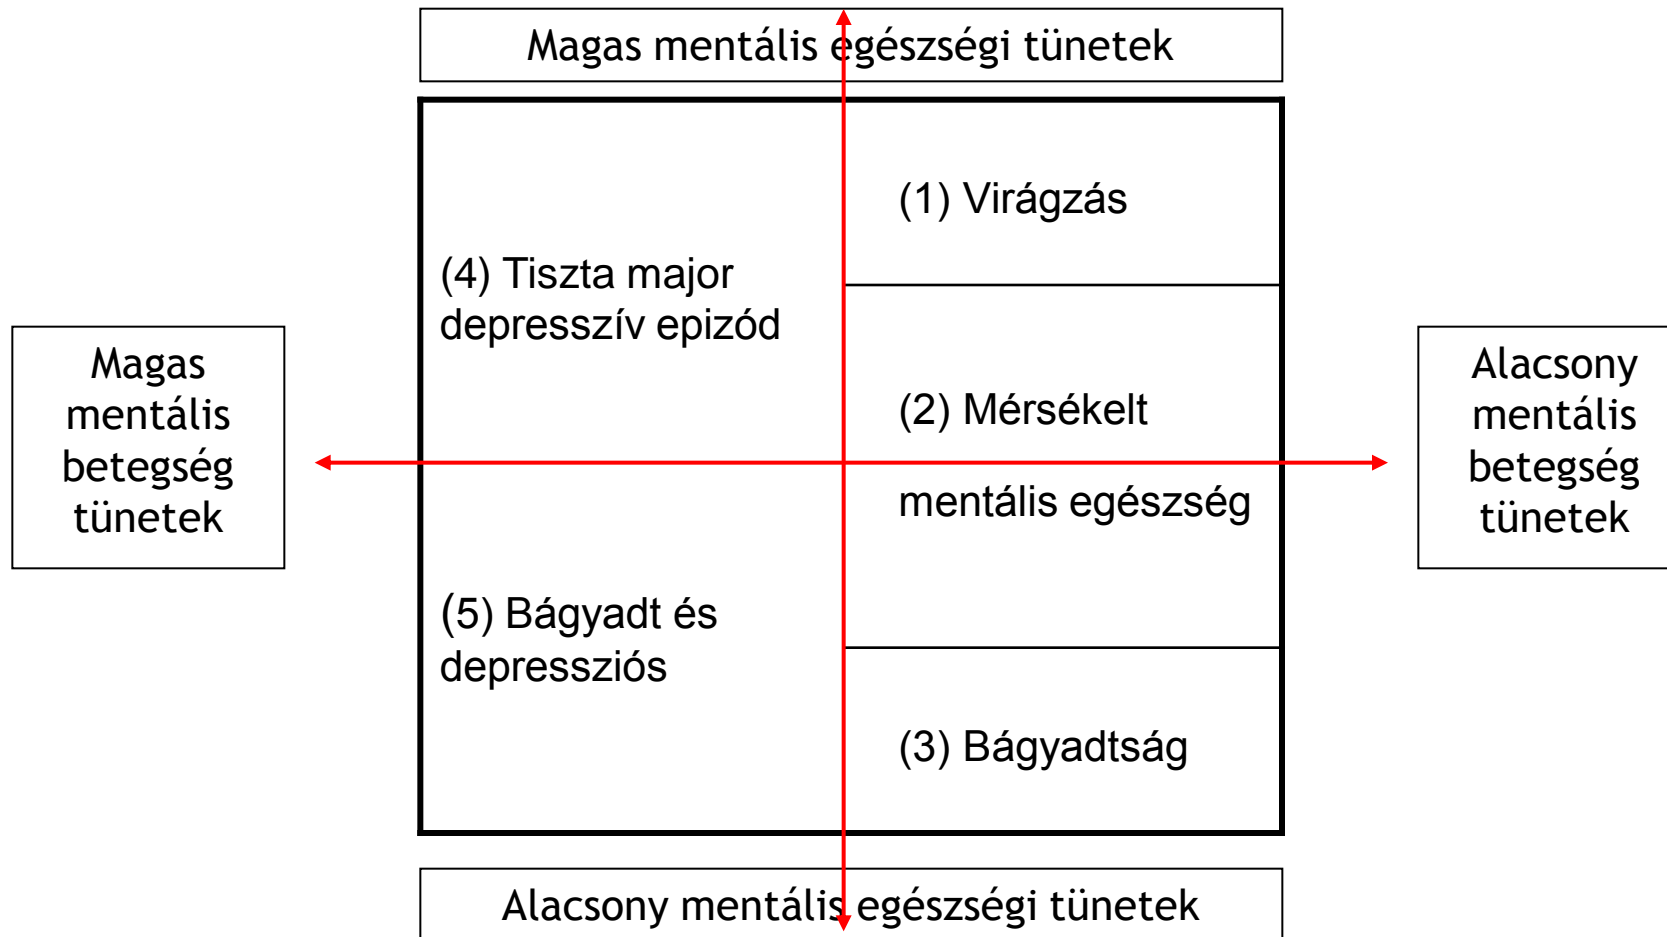 Magas mentális egészségi tünetek
(1) Virágzás
(4) Tiszta major
depresszív epizód
Magas
mentális
betegség
tünetek
(2) Mérsékelt
mentális egészség
Alacsony
mentális
betegség
tünetek
(5) Bágyadt és
depressziós
(3) Bágyadtság
Alacsony mentális egészségi tünetek